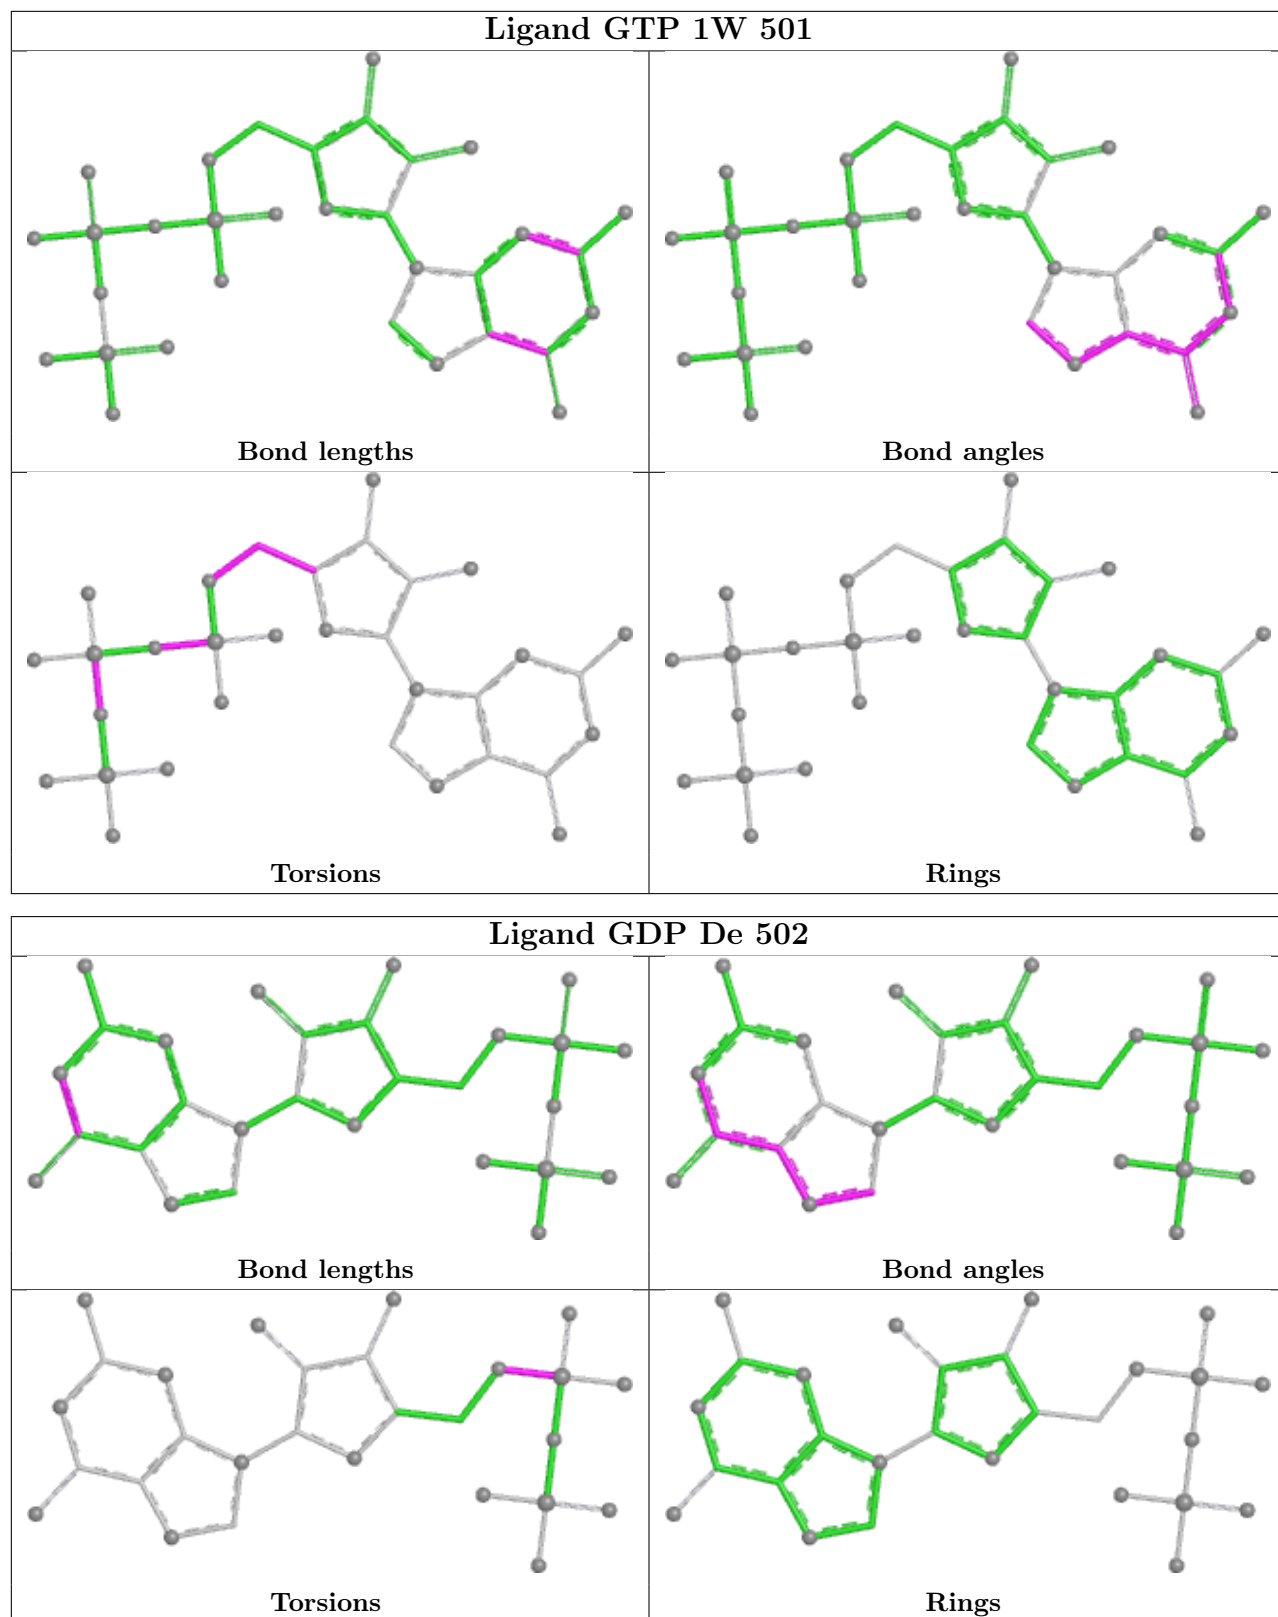 Ligand GTP 1W 501
Bond lengths
Bond angles
Torsions
Rings
Ligand GDP De 502
Bond lengths
Bond angles
Torsions
Rings